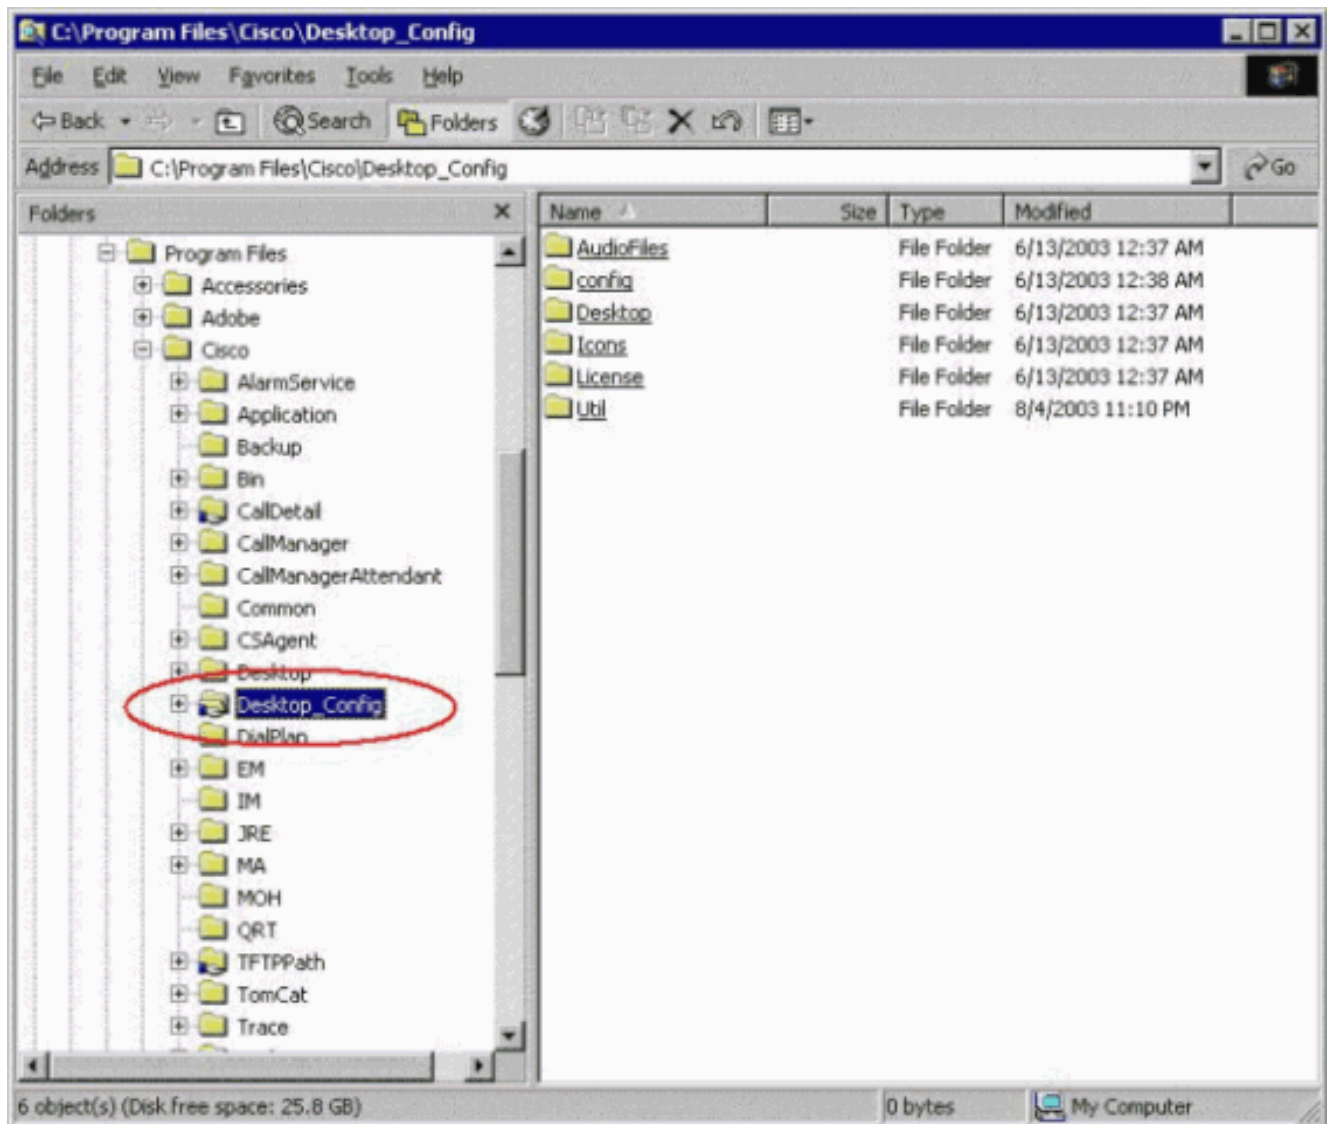 C:\Program Files\Cisco\Desktop_Config
File Edit View Favorites Tools Help
Back Search Folders
Address C:\Program Files\Cisco\Desktop_Config Go
Folders
Program Files
Accessories
Adobe
Cisco
AlarmService
Application
Backup
Bin
CallDetail
CallManager
CallManagerAttendant
Common
CSAgent
Desktop
Desktop_Config
DialPlan
EM
IM
JRE
MA
MOH
QRT
TFTPPath
TomCat
Trace
Name Size Type Modified
AudioFiles File Folder 6/13/2003 12:37 AM
config File Folder 6/13/2003 12:38 AM
Desktop File Folder 6/13/2003 12:37 AM
Icons File Folder 6/13/2003 12:37 AM
License File Folder 6/13/2003 12:37 AM
Util File Folder 8/4/2003 11:10 PM
6 object(s) (Disk free space: 25.8 GB) 0 bytes My Computer